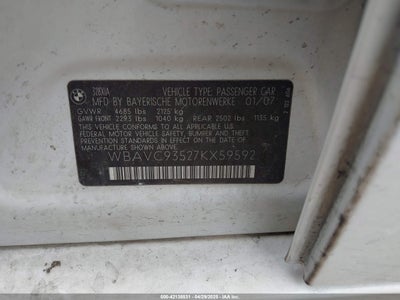 328XiA VEHICLE TYPE PASSENGER CAR
MFD BY BAYERISCHE MOTORENWERKE 01/07
GVWR 4685 lbs 2125 kg
GAWR FRONT 2293 lbs 1040 kg REAR 2502 lbs 1135 kg
THIS VEHICLE CONFORMS TO ALL APPLICABLE
FEDERAL MOTOR VEHICLE SAFETY, BUMPER, AND
THEFT PREVENTION STANDARDS IN EFFECT ON THE
DATE OF MANUFACTURE SHOWN ABOVE.
WBAVC93527KX59592